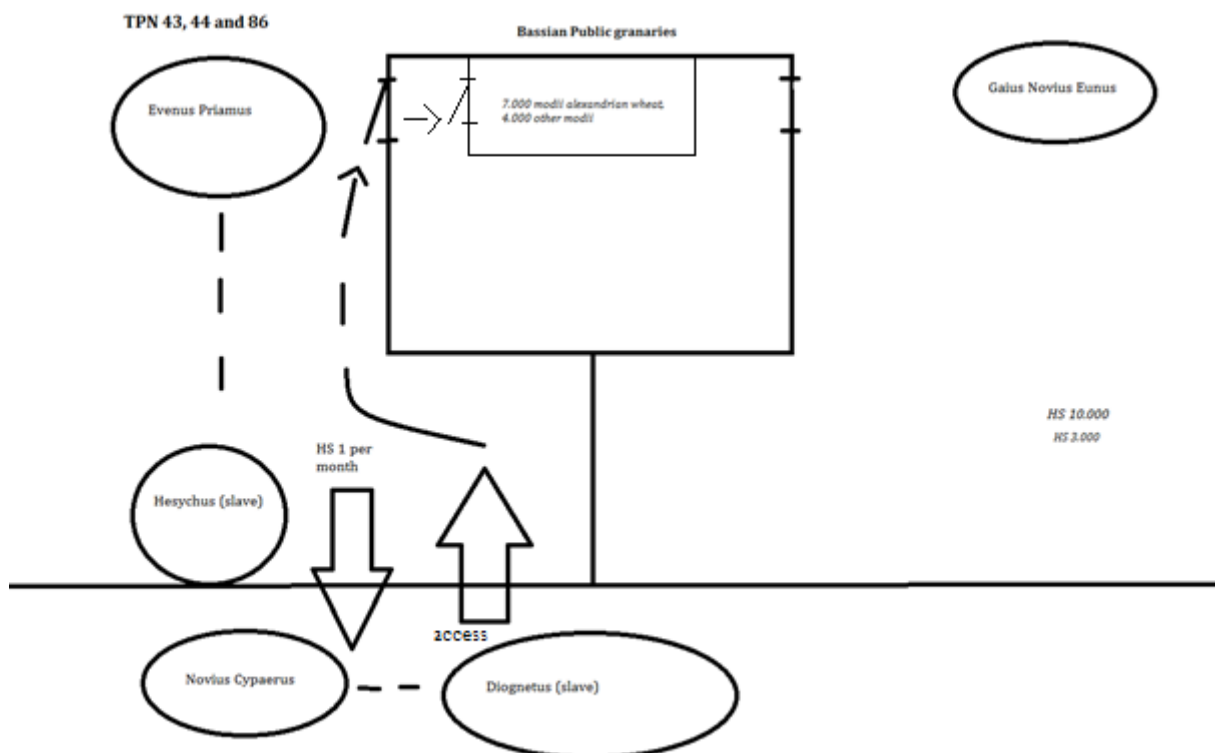 TPN 43, 44 and 86
Bassian Public granaries
Evenus Priamus
7.000 modii alexandrian wheat,
4.000 other modii
Gaius Novius Eunus
HS 10.000
HS 3.000
HS 1 per
month
Hesychus (slave)
access
Novius Cypaerus
Diognetus (slave)